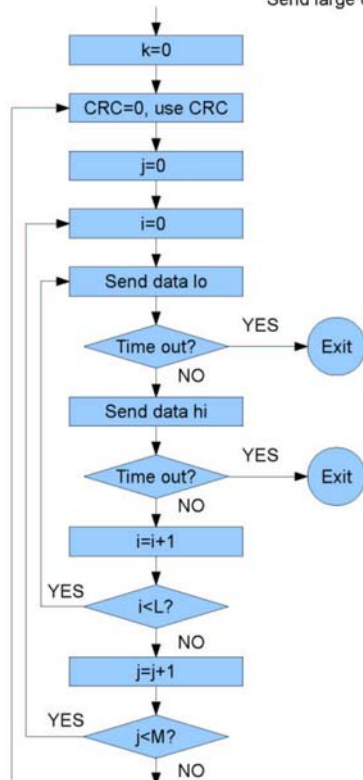 Send large
k=0
CRC=0, use CRC
j=0
i=0
Send data lo
YES
Time out?
Exit
NO
Send data hi
YES
Time out?
Exit
NO
i=i+1
YES
i<L?
NO
j=j+1
YES
j<M?
NO